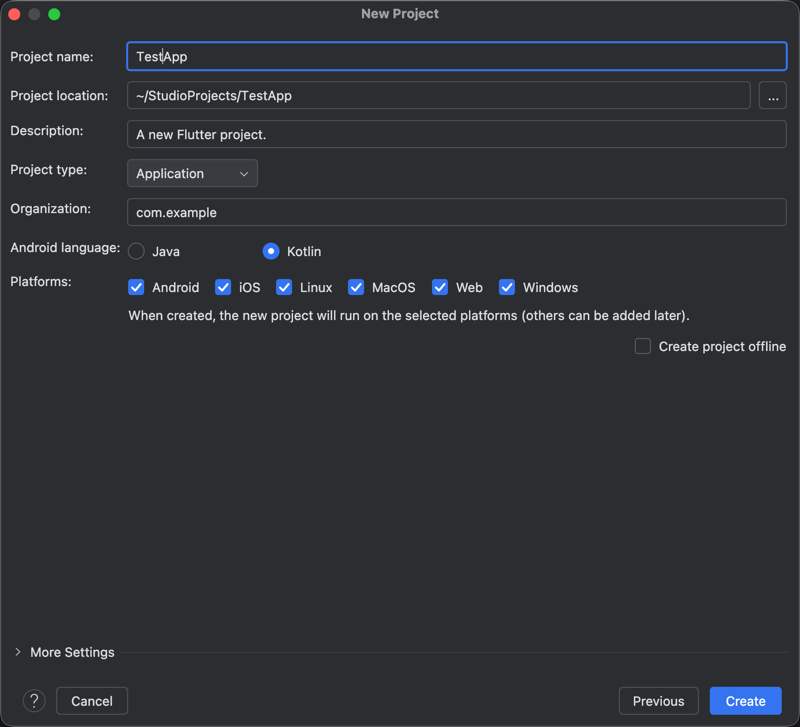 New Project
Project name: TestApp
Project location: ~/StudioProjects/TestApp ...
Description: A new Flutter project.
Project type: Application
Organization: com.example
Android language: Java Kotlin
Platforms: Android iOS Linux MacOS Web Windows
When created, the new project will run on the selected platforms (others can be added later).
Create project offline
More Settings
? Cancel Previous Create